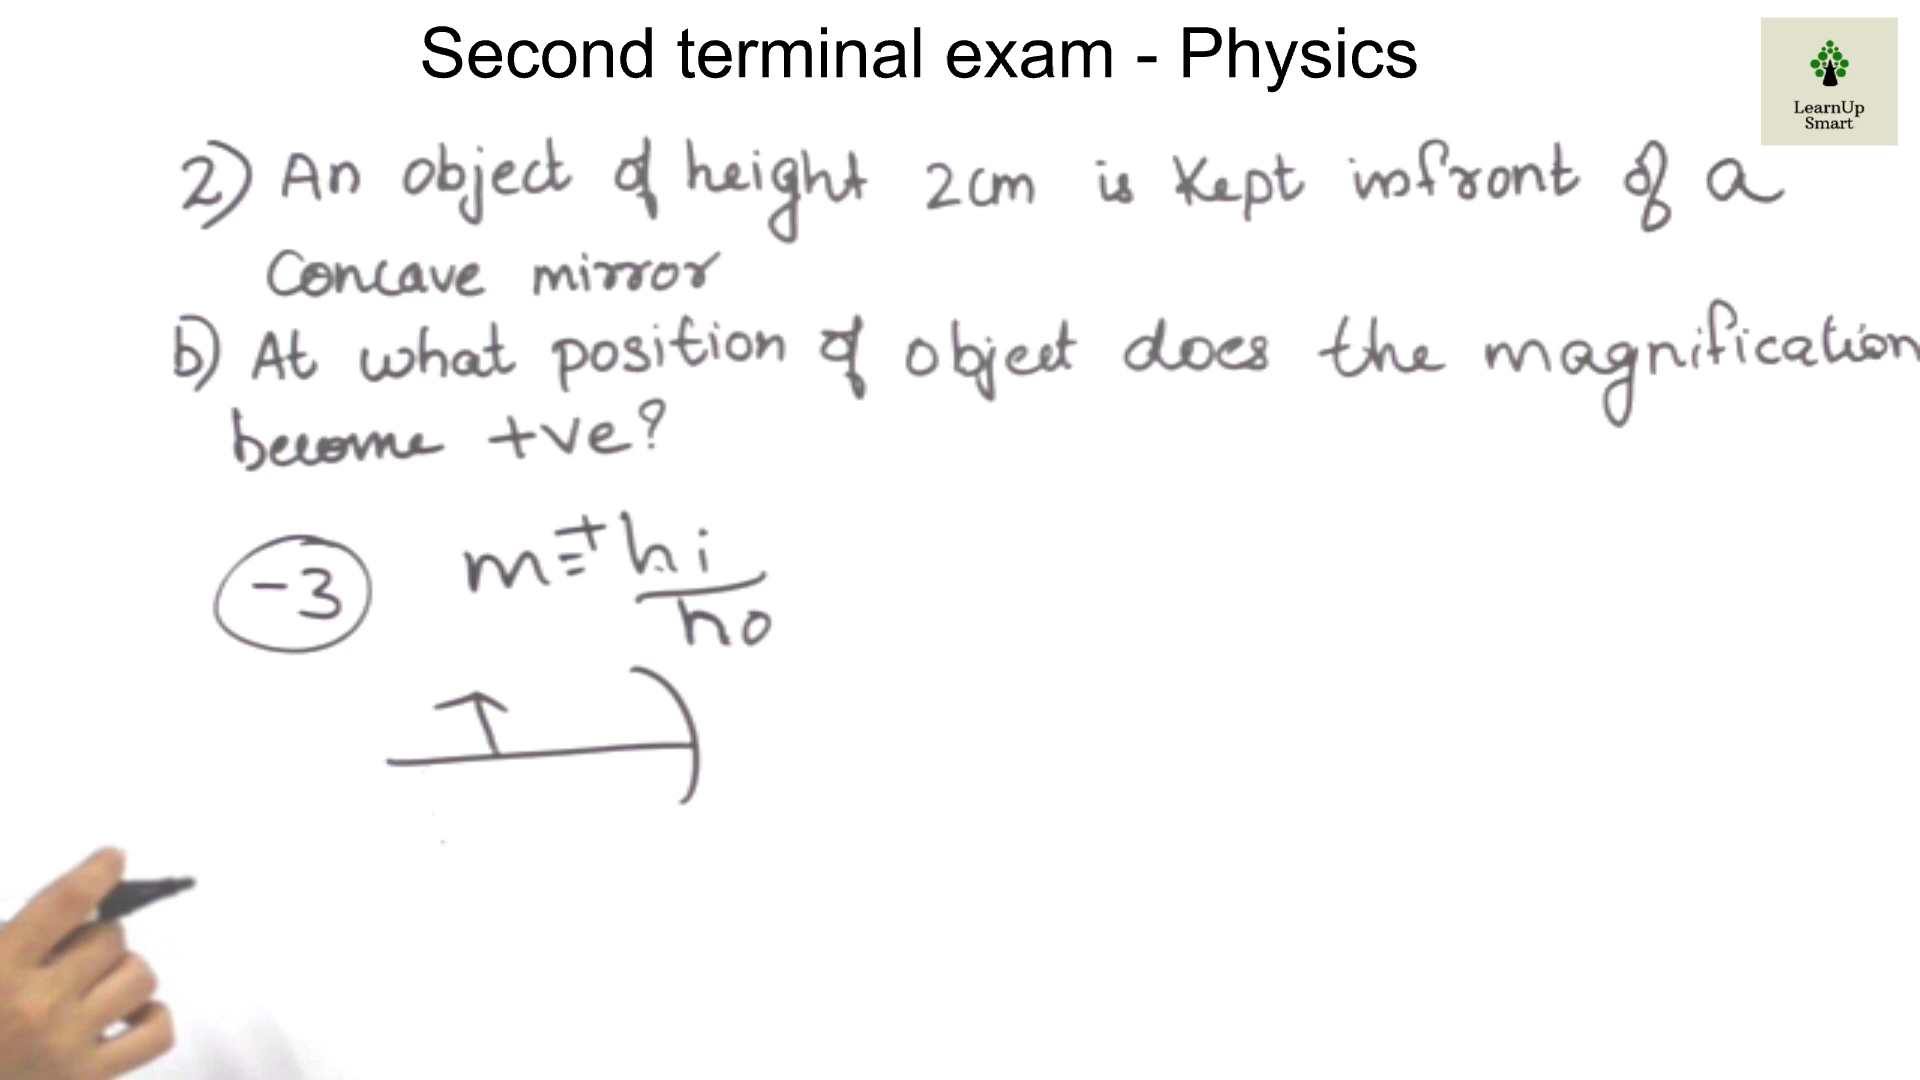 Second terminal exam - Physics
LearnUp
Smart
2) An object of height 2cm is kept infront of a
Concave mirror
b) At what position of object does the magnification
become +ve?
-3 m = + hi
ho